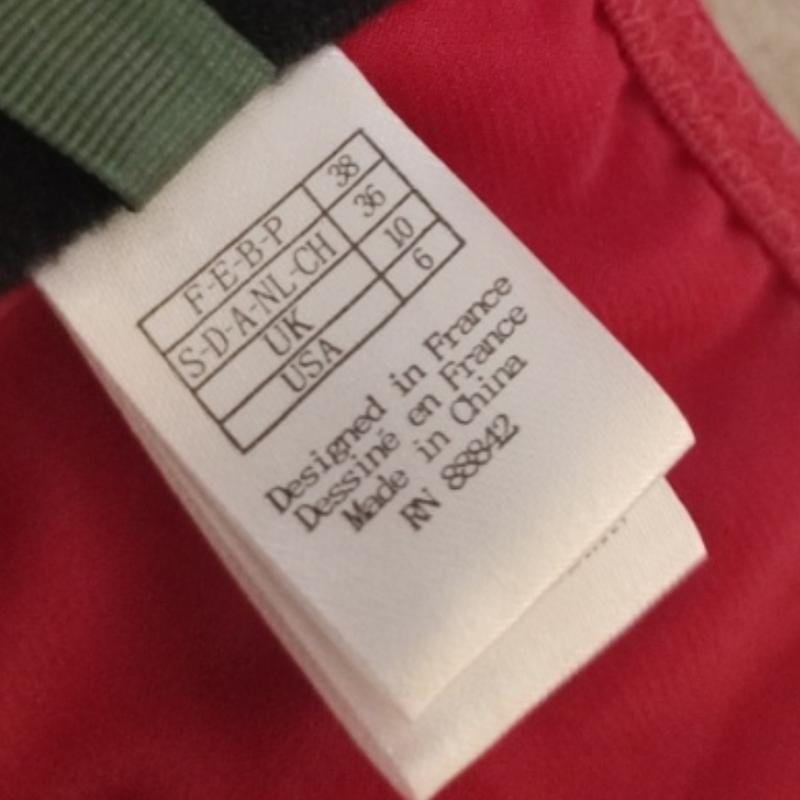 F-E-B-P 38
S-D-A-NL-CH 36
UK 10
USA 6
Designed in France
Dessiné en France
Made in China
RN 88842